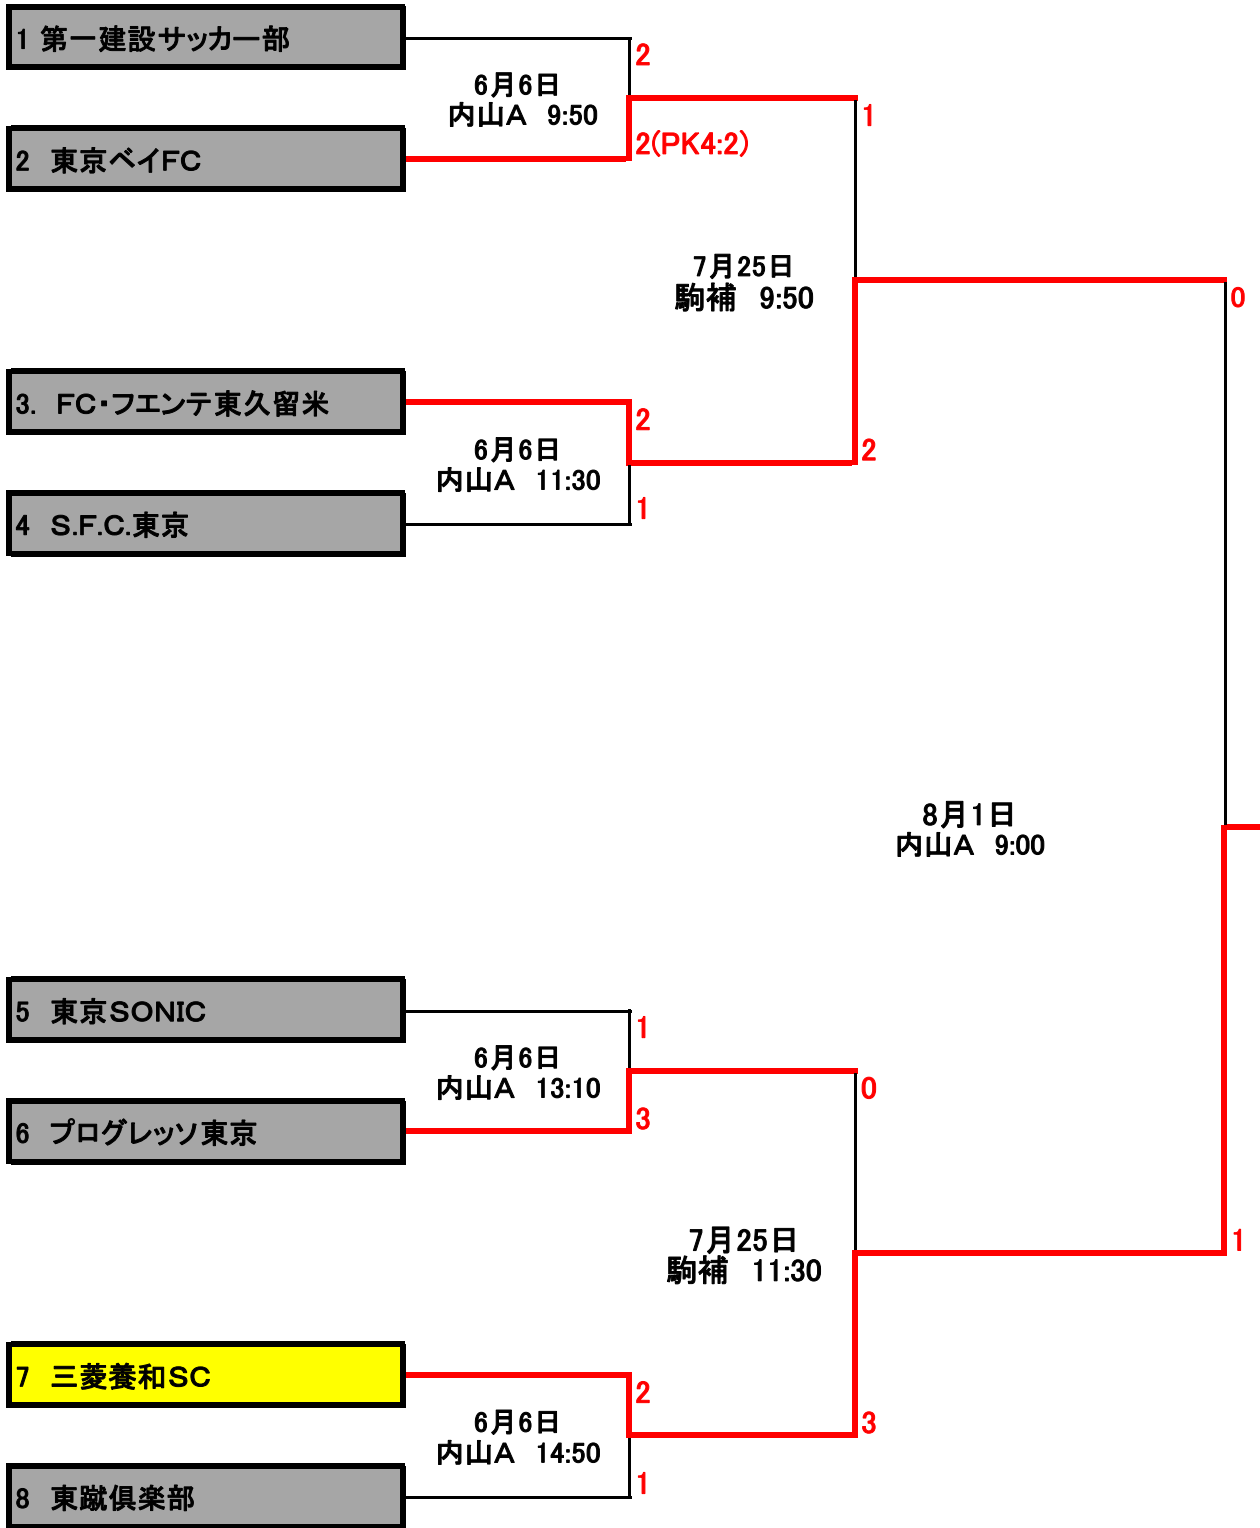 1 第一建設サッカー部
2
6月6日
内山A 9:50
1
2 東京ベイFC
2(PK4:2)
7月25日
駒補 9:50
0
3. FC・フエンテ東久留米
2
6月6日
内山A 11:30
2
1
4 S.F.C.東京
8月1日
内山A 9:00
5 東京SONIC
1
6月6日
内山A 13:10
0
6 プログレッソ東京
3
7月25日
駒補 11:30
1
7 三菱養和SC
2
6月6日
内山A 14:50
3
1
8 東蹴倶楽部